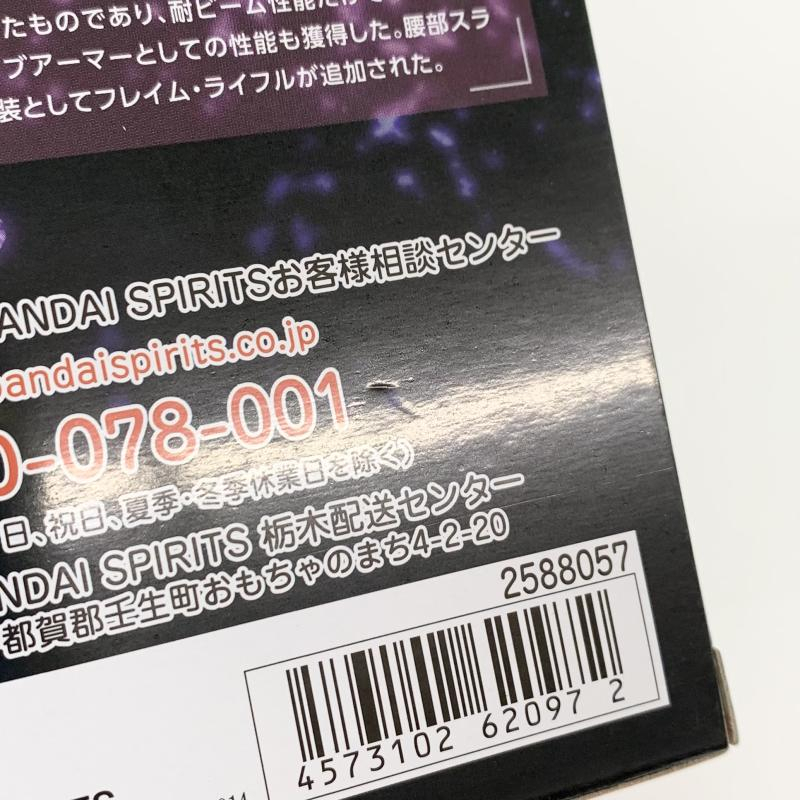 たものであり、耐ビーム性能だけで
ブアーマーとしての性能も獲得した。腰部スラ
装としてフレイム・ライフルが追加された。
ANDAI SPIRITSお客様相談センター
bandaispirits.co.jp
0-078-001
日、祝日、夏季・冬季休業日を除く)
NDAI SPIRITS 栃木配送センター
都賀郡壬生町おもちゃのまち4-2-20
2588057
4573102 62097 2